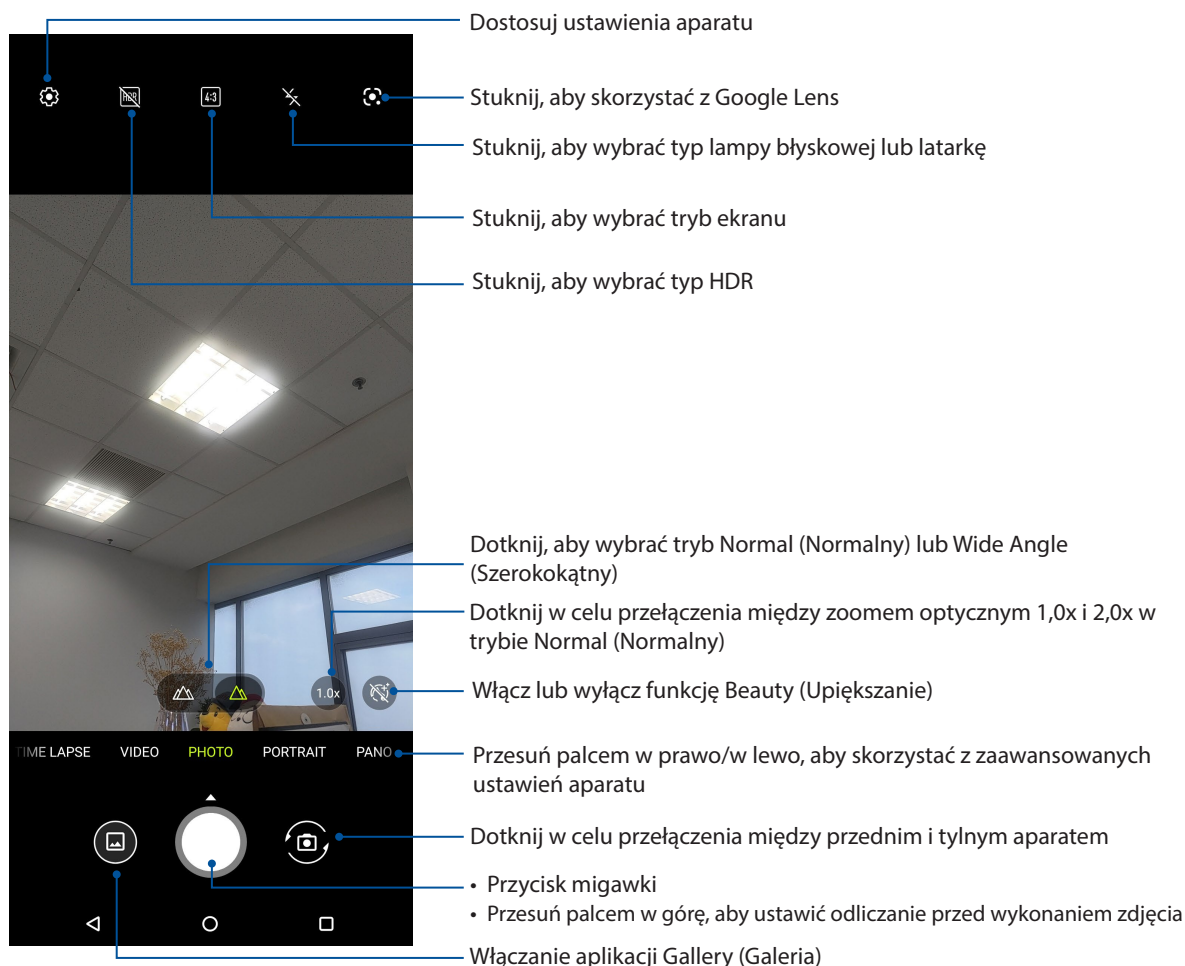 Dostosuj ustawienia aparatu
HDR
4:3
Stuknij, aby skorzystać z Google Lens
Stuknij, aby wybrać typ lampy błyskowej lub latarkę
Stuknij, aby wybrać tryb ekranu
Stuknij, aby wybrać typ HDR
Dotknij, aby wybrać tryb Normal (Normalny) lub Wide Angle
(Szerokokątny)
Dotknij w celu przełączenia między zoomem optycznym 1,0x i 2,0x w
trybie Normal (Normalny)
1.0x
Włącz lub wyłącz funkcję Beauty (Upiększanie)
TIME LAPSE VIDEO PHOTO PORTRAIT PANO
Przesuń palcem w prawo/w lewo, aby skorzystać z zaawansowanych
ustawień aparatu
Dotknij w celu przełączenia między przednim i tylnym aparatem
• Przycisk migawki
• Przesuń palcem w górę, aby ustawić odliczanie przed wykonaniem zdjęcia
Włączanie aplikacji Gallery (Galeria)